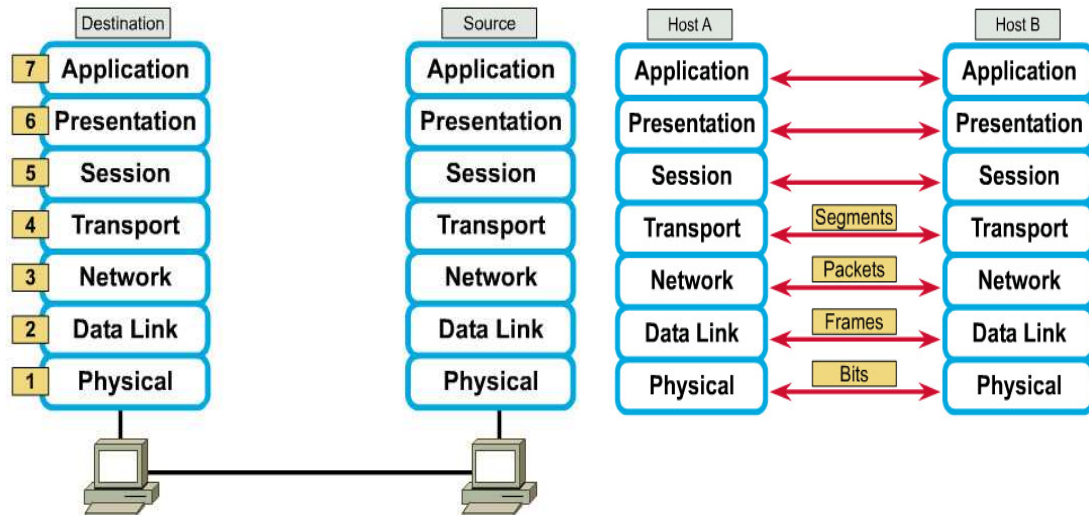 Destination
Source
Host A
Host B
7 Application
Application
Application
Application
6 Presentation
Presentation
Presentation
Presentation
5 Session
Session
Session
Session
4 Transport
Transport
Transport
Segments
Transport
3 Network
Network
Network
Packets
Network
2 Data Link
Data Link
Data Link
Frames
Data Link
1 Physical
Physical
Physical
Bits
Physical